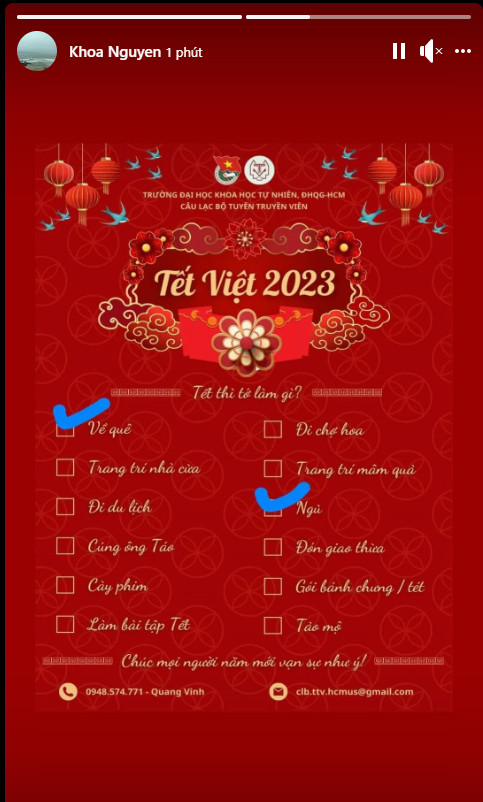 Khoa Nguyen 1 phút
TRƯỜNG ĐẠI HỌC KHOA HỌC TỰ NHIÊN, ĐHQG-HCM
CÂU LẠC BỘ TUYÊN TRUYỀN VIÊN
Tết Việt 2023
Tết thì tớ làm gì?
Về quê
Đi chợ hoa
Trang trí nhà cửa
Trang trí mâm quả
Đi du lịch
Ngủ
Cúng ông Táo
Đón giao thừa
Cày phim
Gói bánh chưng / tét
Làm bài tập Tết
Tảo mộ
Chúc mọi người năm mới vạn sự như ý!
0948.574.771 - Quang Vinh
clb.ttv.hcmus@gmail.com